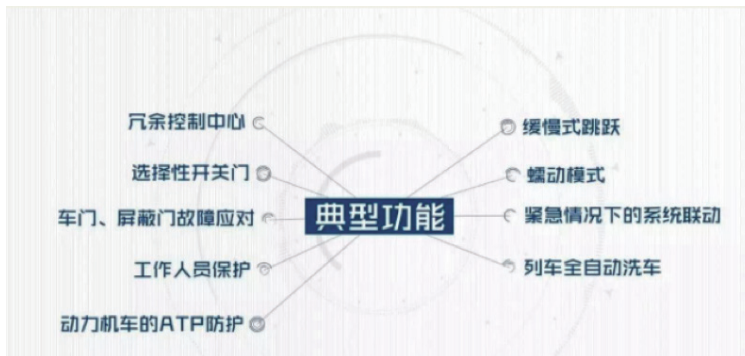 冗余控制中心
选择性开关门
车门、屏蔽门故障应对
工作人员保护
动力机车的ATP防护
典型功能
缓慢式跳跃
蠕动模式
紧急情况下的系统联动
列车全自动洗车